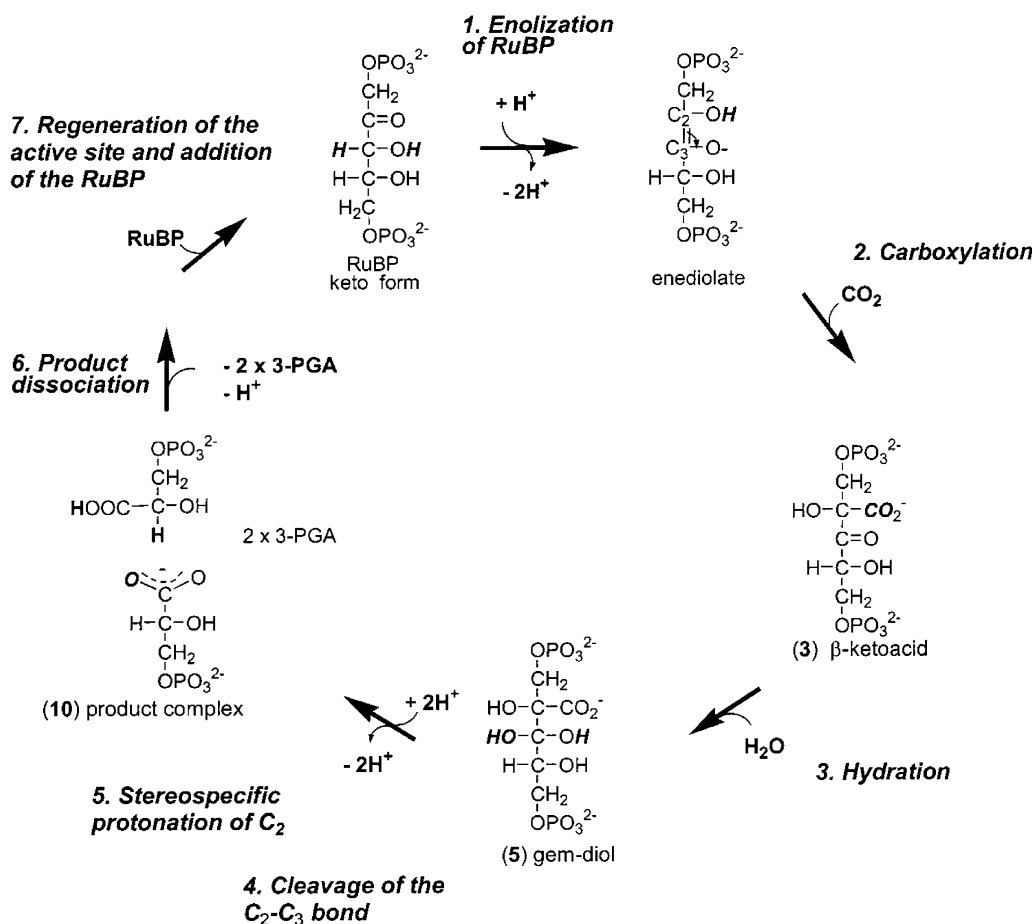 1. Enolization
of RuBP
7. Regeneration of the
active site and addition
of the RuBP
RuBP
OPO₃²⁻
CH₂
C=O
H-C-OH
H-C-OH
H₂C
OPO₃²⁻
RuBP
keto form
+ H⁺
- 2H⁺
OPO₃²⁻
CH₂
C₂-OH
C₃-O-
H-C-OH
CH₂
OPO₃²⁻
enediolate
2. Carboxylation
CO₂
OPO₃²⁻
CH₂
HO-C-CO₂⁻
C=O
H-C-OH
CH₂
OPO₃²⁻
(3) β-ketoacid
H₂O
3. Hydration
OPO₃²⁻
CH₂
HO-C-CO₂⁻
HO-C-OH
H-C-OH
CH₂
OPO₃²⁻
(5) gem-diol
4. Cleavage of the
C₂-C₃ bond
+ 2H⁺
- 2H⁺
5. Stereospecific
protonation of C₂
6. Product
dissociation
- 2 x 3-PGA
- H⁺
OPO₃²⁻
CH₂
HOOC-C-OH
H
2 x 3-PGA
O - O
C
H-C-OH
CH₂
OPO₃²⁻
(10) product complex